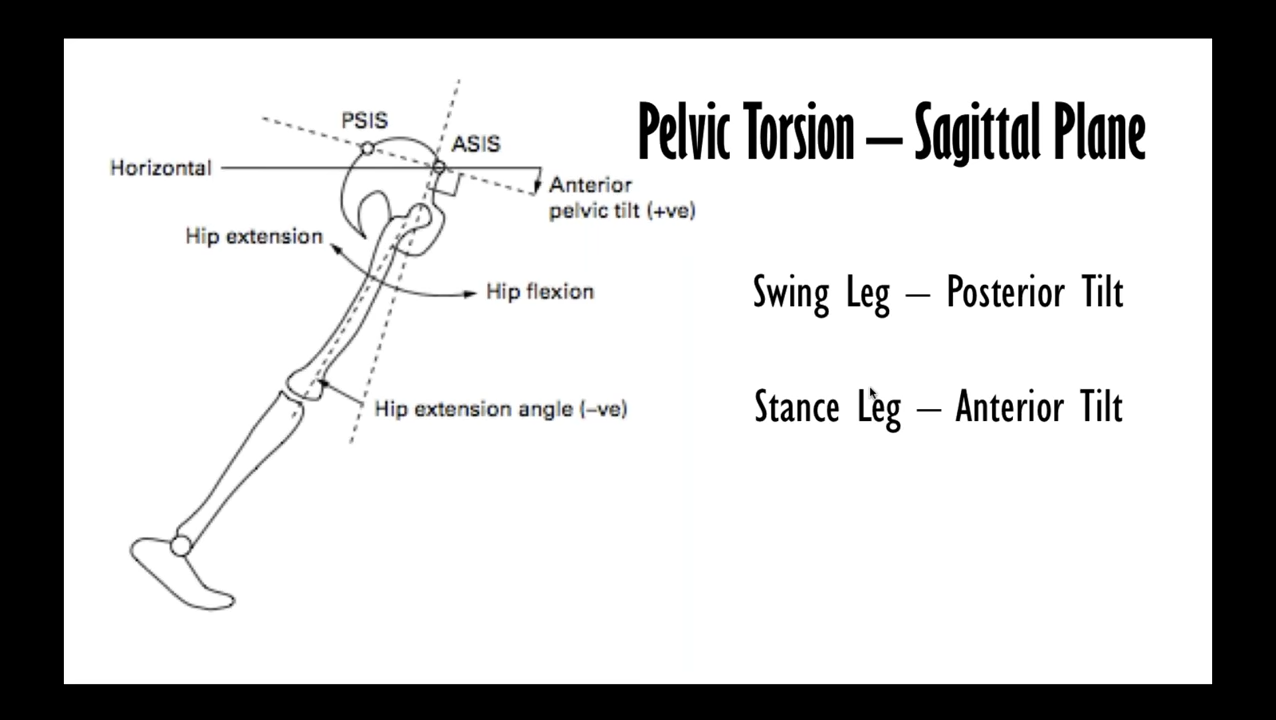 Pelvic Torsion – Sagittal Plane
PSIS
ASIS
Horizontal
Anterior
pelvic tilt (+ve)
Hip extension
Hip flexion
Hip extension angle (–ve)
Swing Leg – Posterior Tilt
Stance Leg – Anterior Tilt